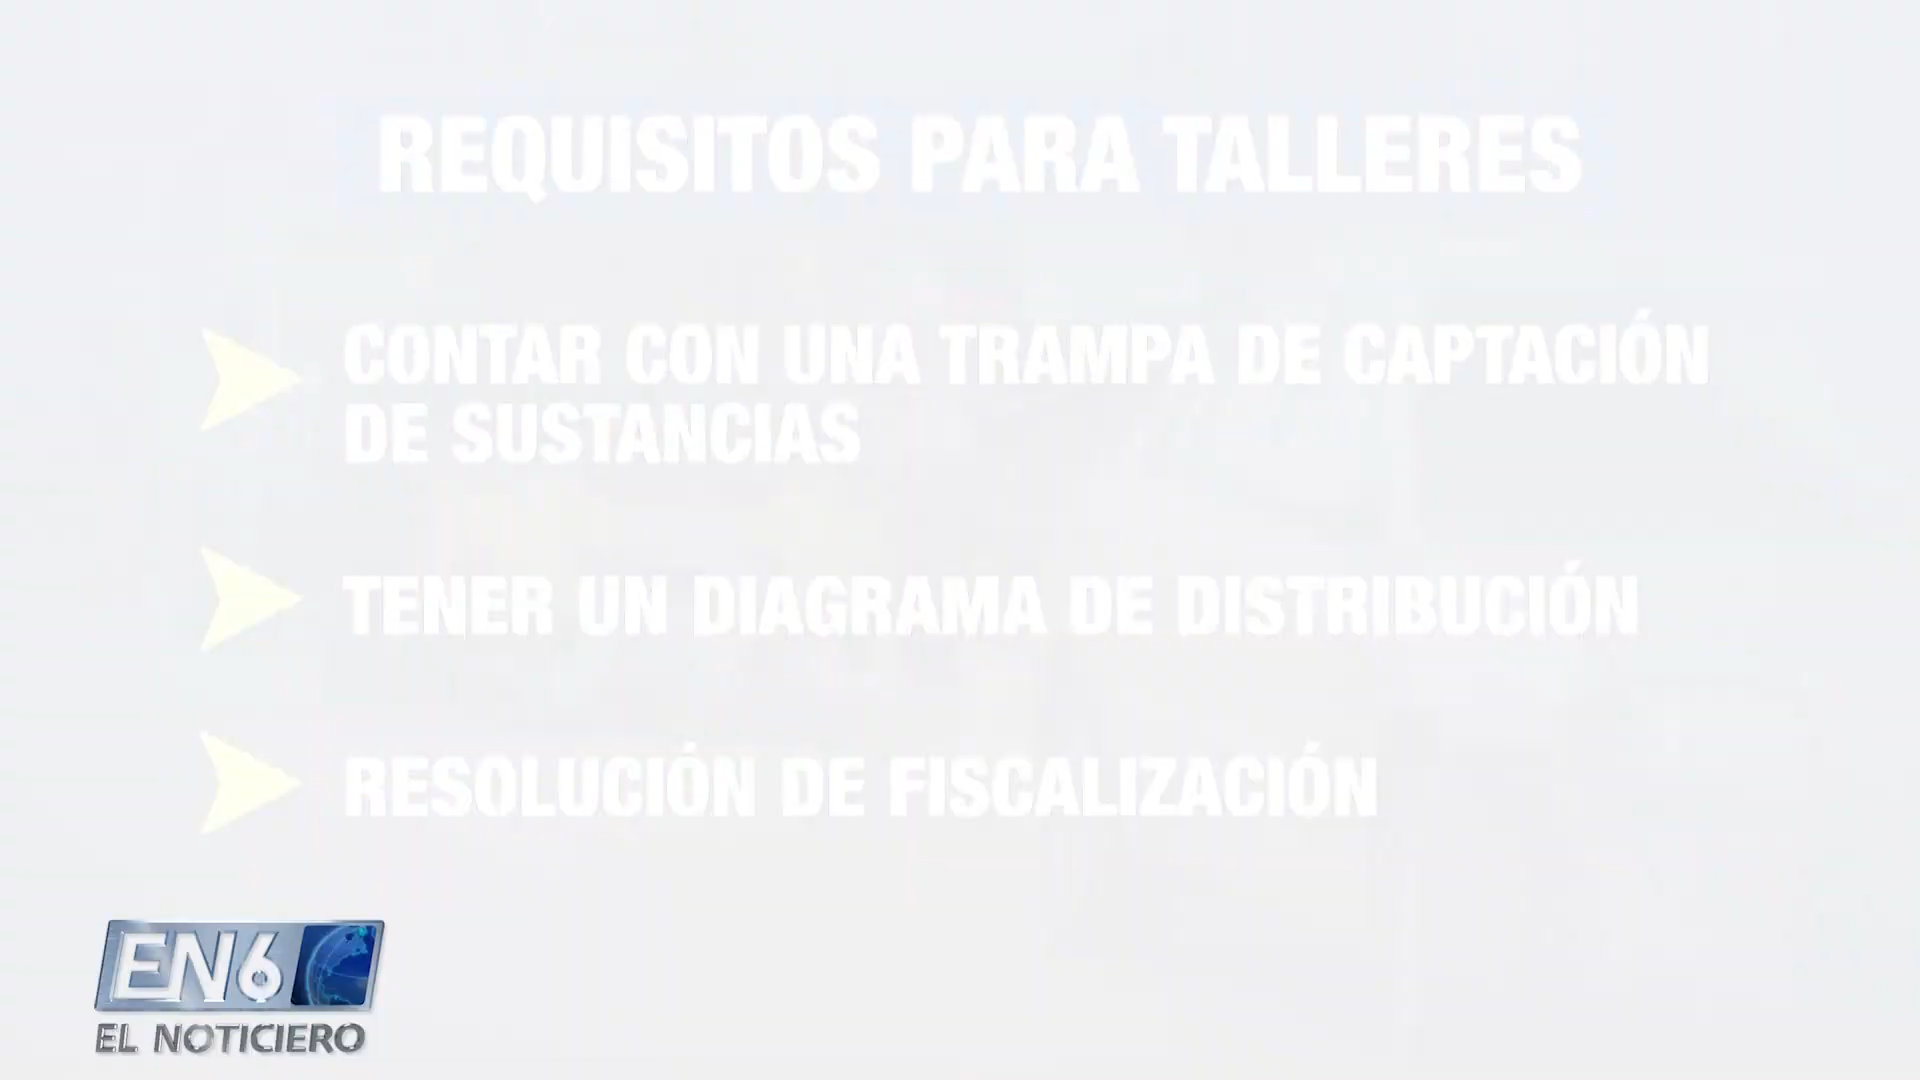 REQUISITOS PARA TALLERES
CONTAR CON UNA TRAMPA DE CAPTACIÓN
DE SUSTANCIAS
TENER UN DIAGRAMA DE DISTRIBUCIÓN
RESOLUCIÓN DE FISCALIZACIÓN
EN6
EL NOTICIERO